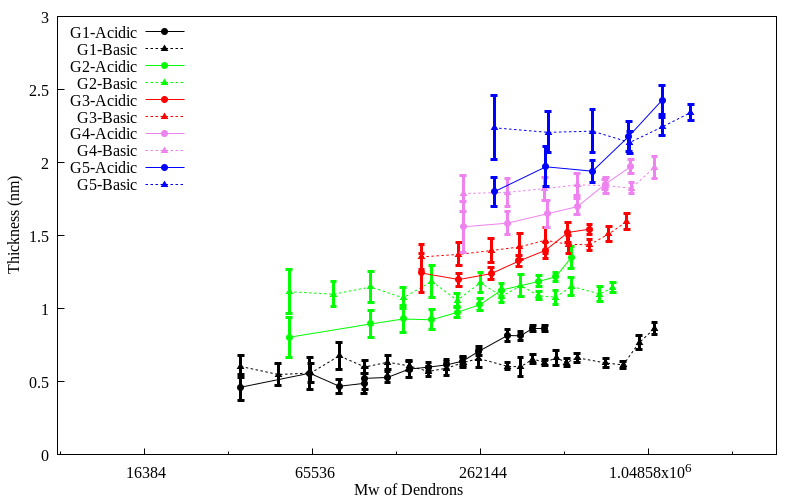 3
2.5
2
1.5
1
0.5
0
Thickness (nm)
G1-Acidic
G1-Basic
G2-Acidic
G2-Basic
G3-Acidic
G3-Basic
G4-Acidic
G4-Basic
G5-Acidic
G5-Basic
16384 65536 262144 1.04858x10⁶
Mw of Dendrons